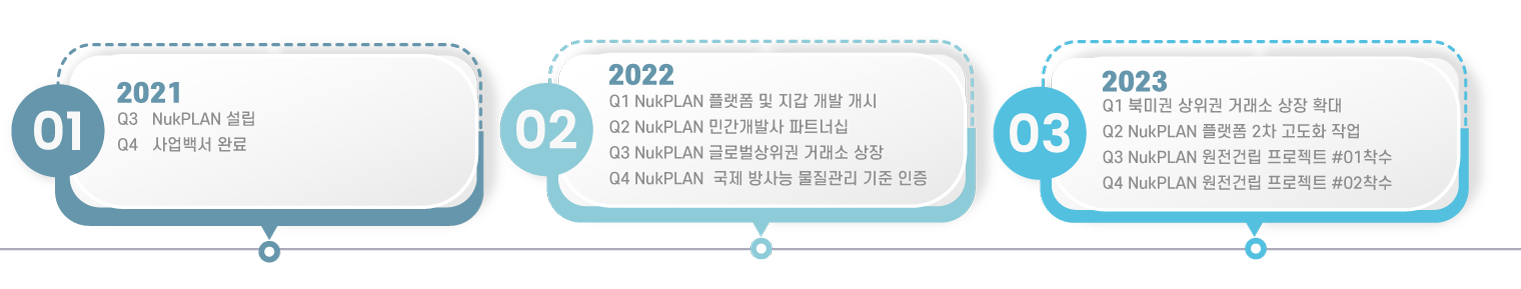 01
2021
Q3 NukPLAN 설립
Q4 사업백서 완료
02
2022
Q1 NukPLAN 플랫폼 및 지갑 개발 개시
Q2 NukPLAN 민간개발사 파트너십
Q3 NukPLAN 글로벌상위권 거래소 상장
Q4 NukPLAN 국제 방사능 물질관리 기준 인증
03
2023
Q1 북미권 상위권 거래소 상장 확대
Q2 NukPLAN 플랫폼 2차 고도화 작업
Q3 NukPLAN 원전건립 프로젝트 #01착수
Q4 NukPLAN 원전건립 프로젝트 #02착수